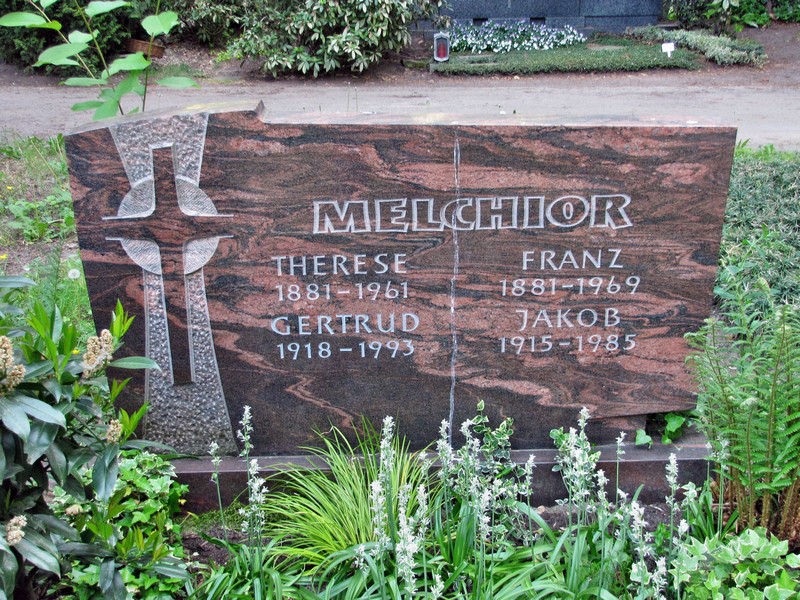 MELCHIOR
THERESE FRANZ
1881-1961 1881-1969
GERTRUD JAKOB
1918-1993 1915-1985